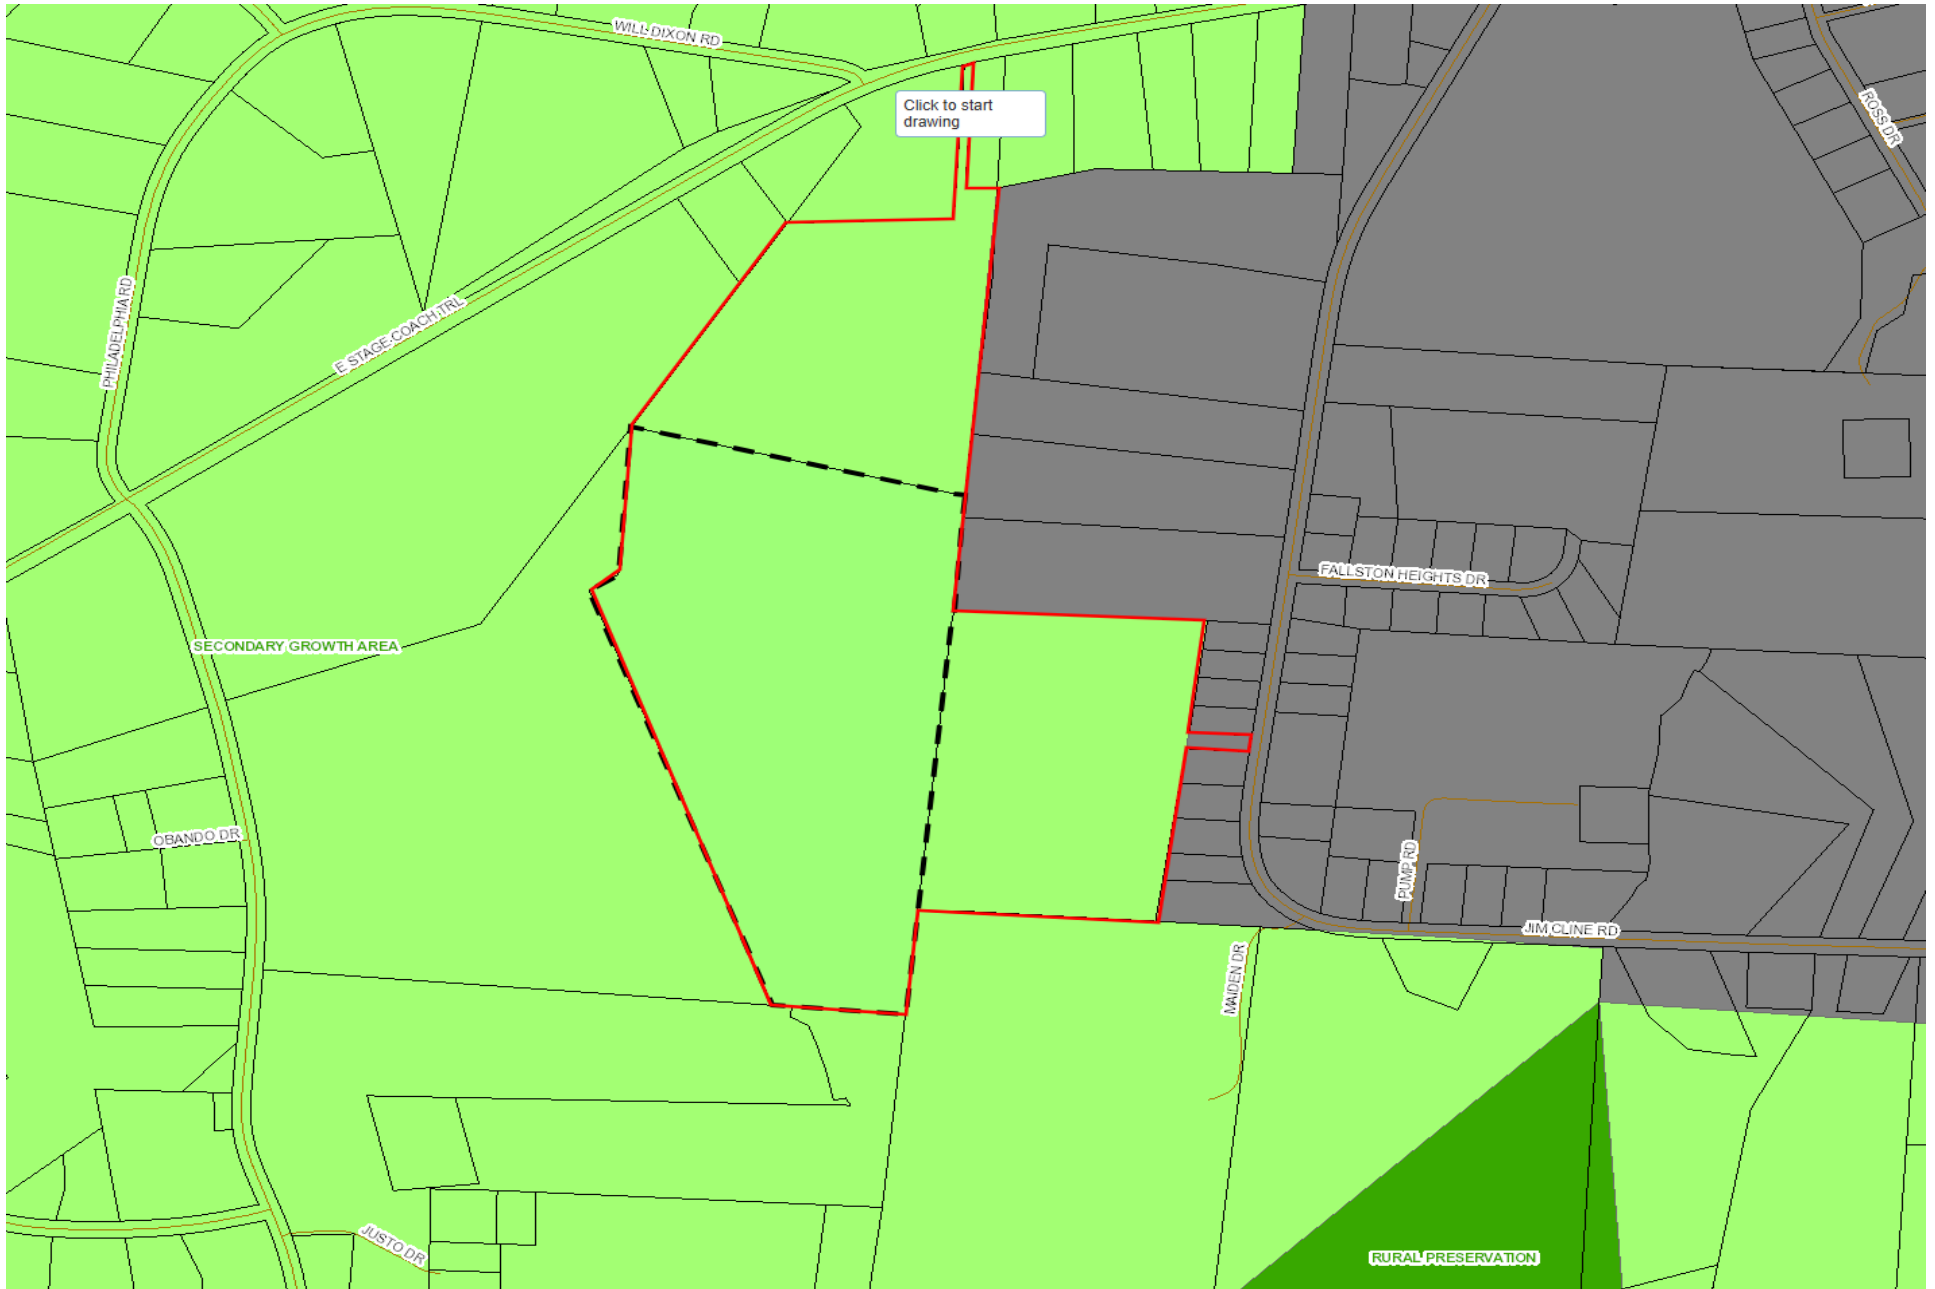 WILL DIXON RD
Click to start
drawing
ROSS DR
PHILADELPHIA RD
E STAGE COACH TRL
FALLSTON HEIGHTS DR
SECONDARY GROWTH AREA
OBANDO DR
PUMP RD
JIM CLINE RD
MAIDEN DR
JUSTO DR
RURAL PRESERVATION